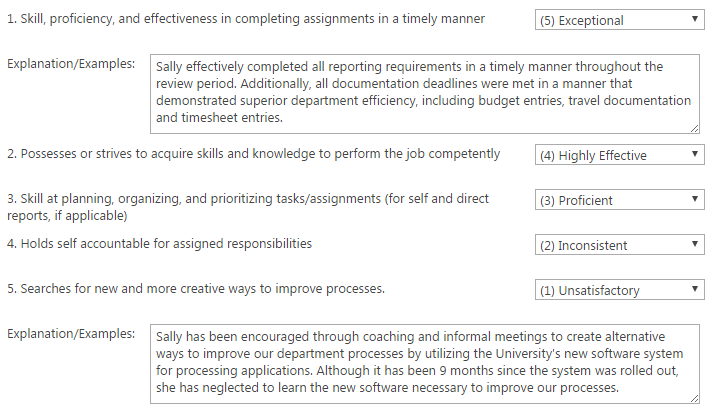 1. Skill, proficiency, and effectiveness in completing assignments in a timely manner (5) Exceptional
Explanation/Examples: Sally effectively completed all reporting requirements in a timely manner throughout the
review period. Additionally, all documentation deadlines were met in a manner that
demonstrated superior department efficiency, including budget entries, travel documentation
and timesheet entries.
2. Possesses or strives to acquire skills and knowledge to perform the job competently (4) Highly Effective
3. Skill at planning, organizing, and prioritizing tasks/assignments (for self and direct (3) Proficient
reports, if applicable)
4. Holds self accountable for assigned responsibilities (2) Inconsistent
5. Searches for new and more creative ways to improve processes. (1) Unsatisfactory
Explanation/Examples: Sally has been encouraged through coaching and informal meetings to create alternative
ways to improve our department processes by utilizing the University's new software system
for processing applications. Although it has been 9 months since the system was rolled out,
she has neglected to learn the new software necessary to improve our processes.